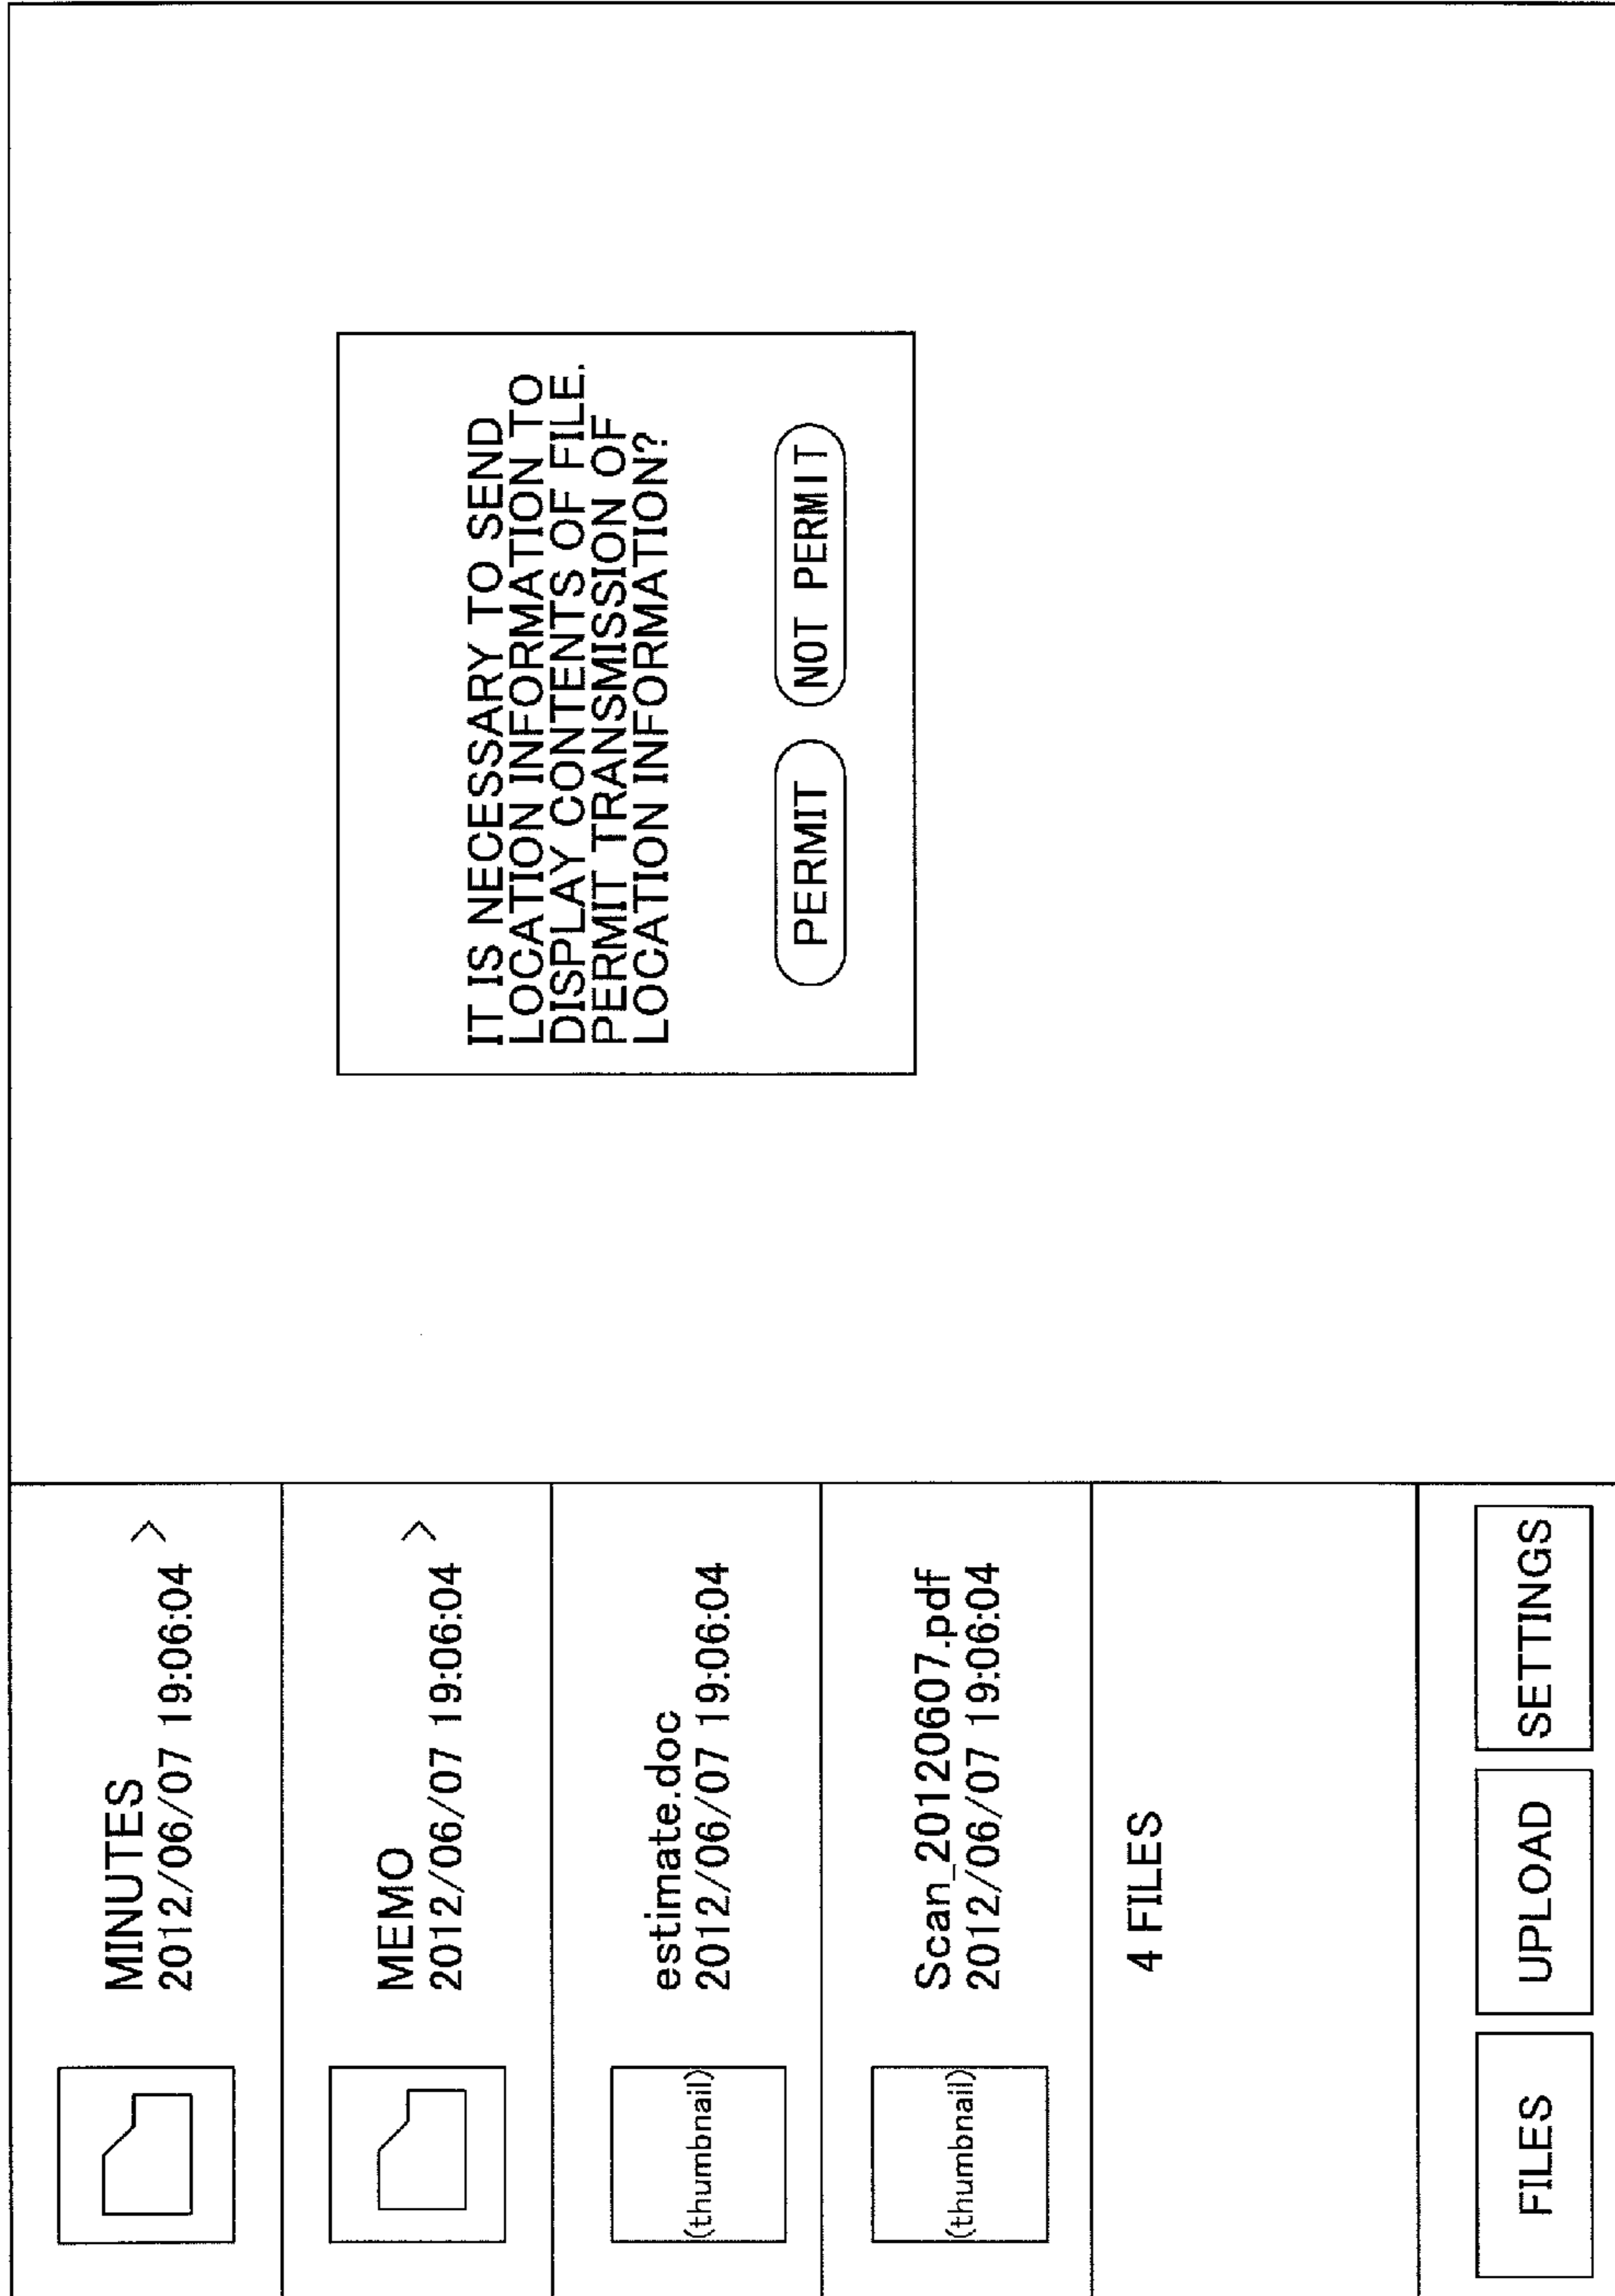 MINUTES >
2012/06/07 19:06:04
MEMO >
2012/06/07 19:06:04
(thumbnail)
estimate.doc
2012/06/07 19:06:04
(thumbnail)
Scan_20120607.pdf
2012/06/07 19:06:04
4 FILES
FILES
UPLOAD
SETTINGS
IT IS NECESSARY TO SEND
LOCATION INFORMATION TO
DISPLAY CONTENTS OF FILE.
PERMIT TRANSMISSION OF
LOCATION INFORMATION?
PERMIT
NOT PERMIT